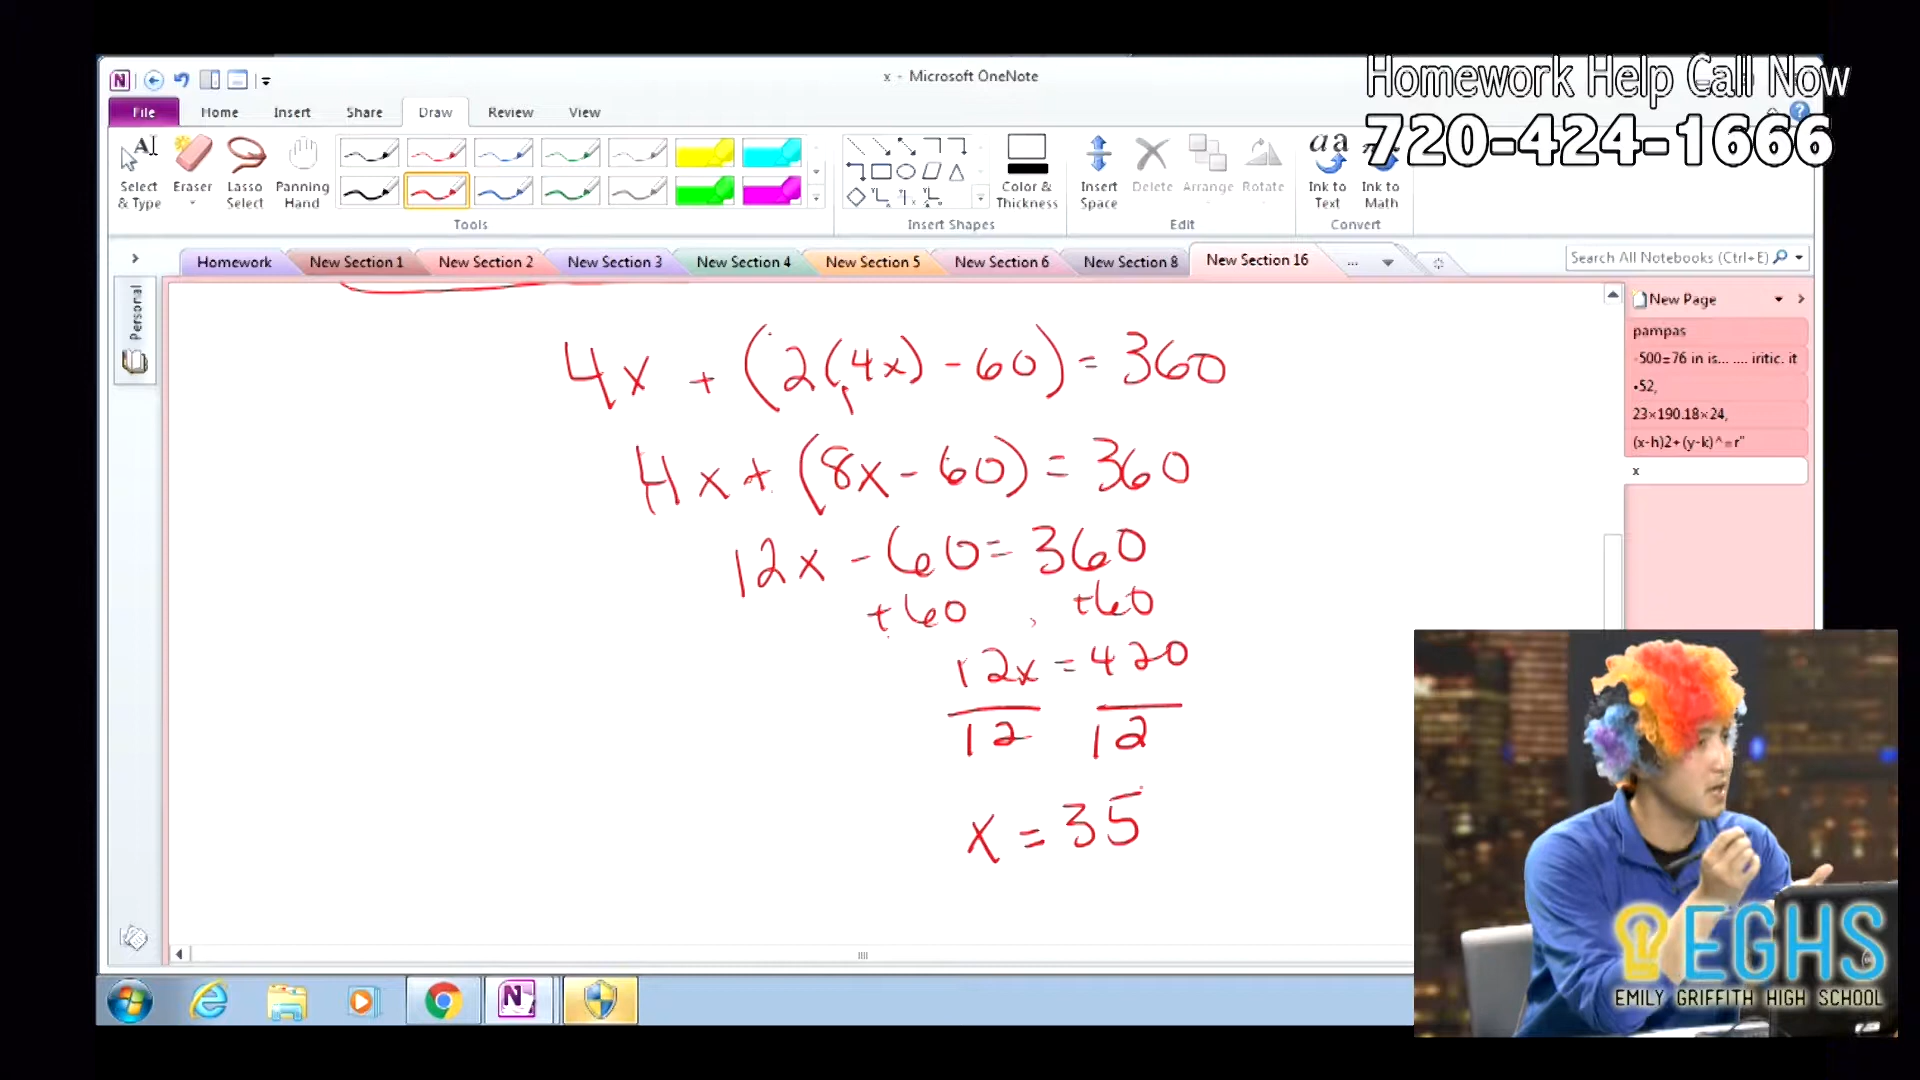 x - Microsoft OneNote
Homework Help Call Now
720-424-1666
File Home Insert Share Draw Review View
Select & Type
Eraser
Lasso Select
Panning Hand
Color & Thickness
Insert Space
Delete
Arrange
Rotate
Ink to Text
Ink to Math
Tools
Insert Shapes
Edit
Convert
Homework New Section 1 New Section 2 New Section 3 New Section 4 New Section 5 New Section 6 New Section 8 New Section 16 ...
Search All Notebooks (Ctrl+E)
Personal
New Page
pampas
-500=76 in is... .... iritic. it
•52,
23×190.18×24,
(x-h)2+(y-k)^=r"
x
4x + (2(4x) - 60) = 360
4x + (8x - 60) = 360
12x - 60 = 360
+60 +60
12x = 420
12 12
x = 35
EGHS
EMILY GRIFFITH HIGH SCHOOL